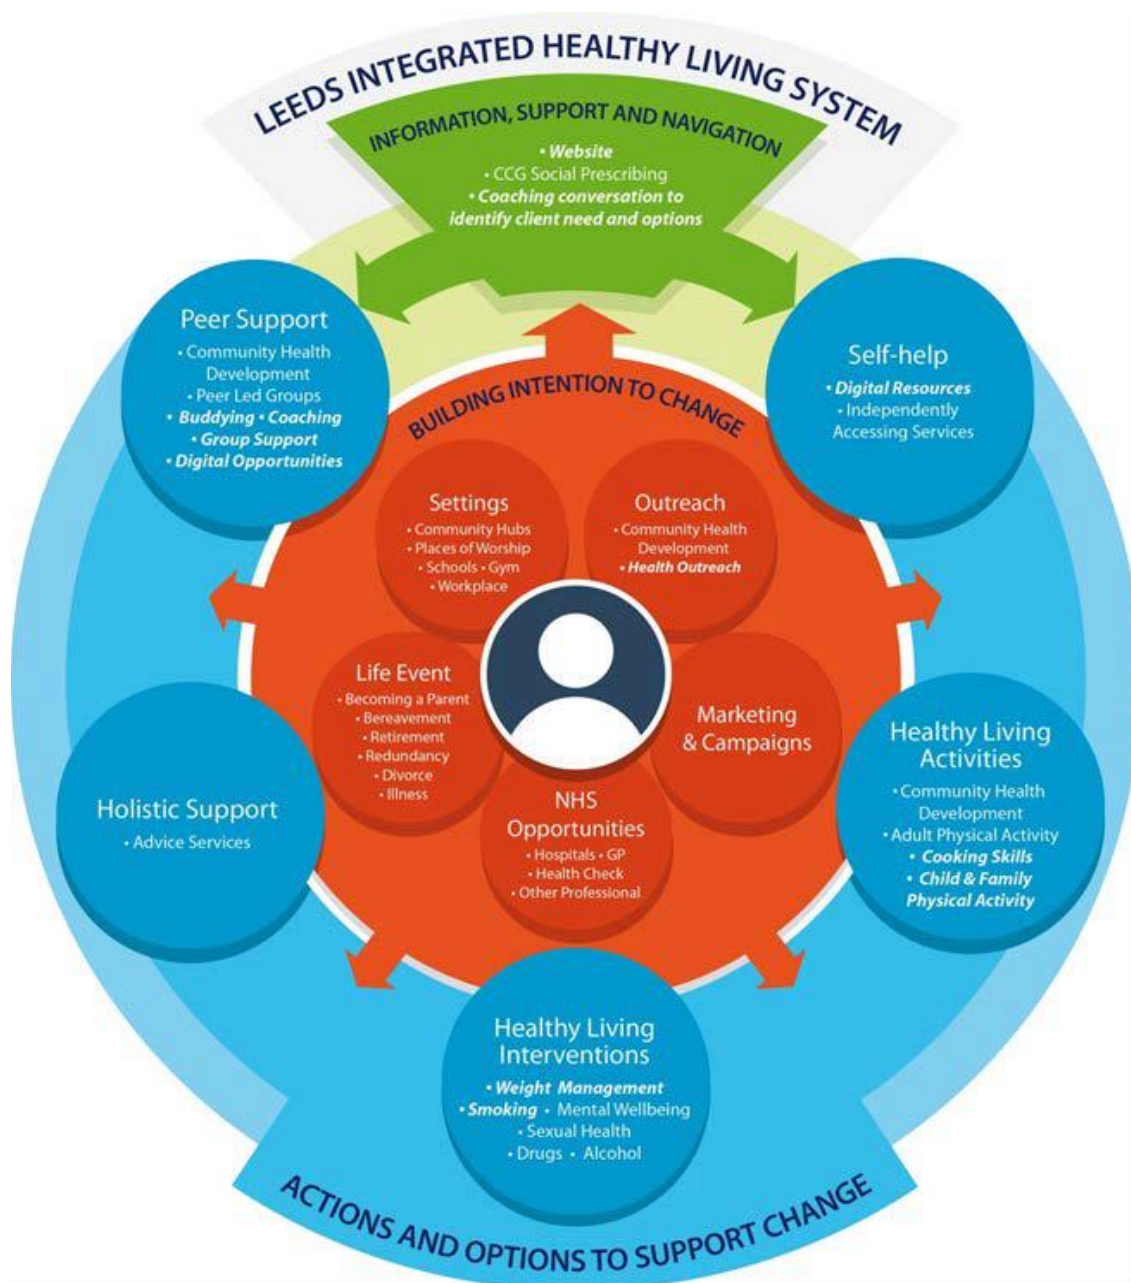 LEEDS INTEGRATED HEALTHY LIVING SYSTEM
INFORMATION, SUPPORT AND NAVIGATION
• Website
• CCG Social Prescribing
• Coaching conversation to
identify client need and options
Peer Support
• Community Health
Development
• Peer Led Groups
• Buddying • Coaching
• Group Support
• Digital Opportunities
Self-help
• Digital Resources
• Independently
Accessing Services
BUILDING INTENTION TO CHANGE
Settings
• Community Hubs
• Places of Worship
• Schools • Gym
• Workplace
Outreach
• Community Health
Development
• Health Outreach
Life Event
• Becoming a Parent
• Bereavement
• Retirement
• Redundancy
• Divorce
• Illness
Marketing
& Campaigns
NHS
Opportunities
• Hospitals • GP
• Health Check
• Other Professional
Holistic Support
• Advice Services
Healthy Living
Activities
• Community Health
Development
• Adult Physical Activity
• Cooking Skills
• Child & Family
Physical Activity
Healthy Living
Interventions
• Weight Management
• Smoking • Mental Wellbeing
• Sexual Health
• Drugs • Alcohol
ACTIONS AND OPTIONS TO SUPPORT CHANGE